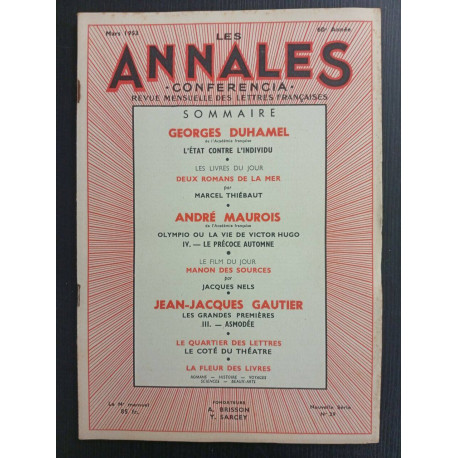 Mars 1953
60e Année
LES
ANNALES
·CONFERENCIA·
REVUE MENSUELLE DES LETTRES FRANÇAISES
SOMMAIRE
GEORGES DUHAMEL
de l'Académie française
L'ÉTAT CONTRE L'INDIVIDU
LES LIVRES DU JOUR
DEUX ROMANS DE LA MER
par
MARCEL THIÉBAUT
ANDRÉ MAUROIS
de l'Académie française
OLYMPIO OU LA VIE DE VICTOR HUGO
IV. — LE PRÉCOCE AUTOMNE
LE FILM DU JOUR
MANON DES SOURCES
par
JACQUES NELS
JEAN-JACQUES GAUTIER
LES GRANDES PREMIÈRES
III. — ASMODÉE
LE QUARTIER DES LETTRES
LE COTÉ DU THÉATRE
LA FLEUR DES LIVRES
ROMANS — HISTOIRE — VOYAGES
SCIENCES — BEAUX-ARTS
Le No mensuel
85 fr.
FONDATEURS
A. BRISSON
Y. SARCEY
Nouvelle Série
No 29